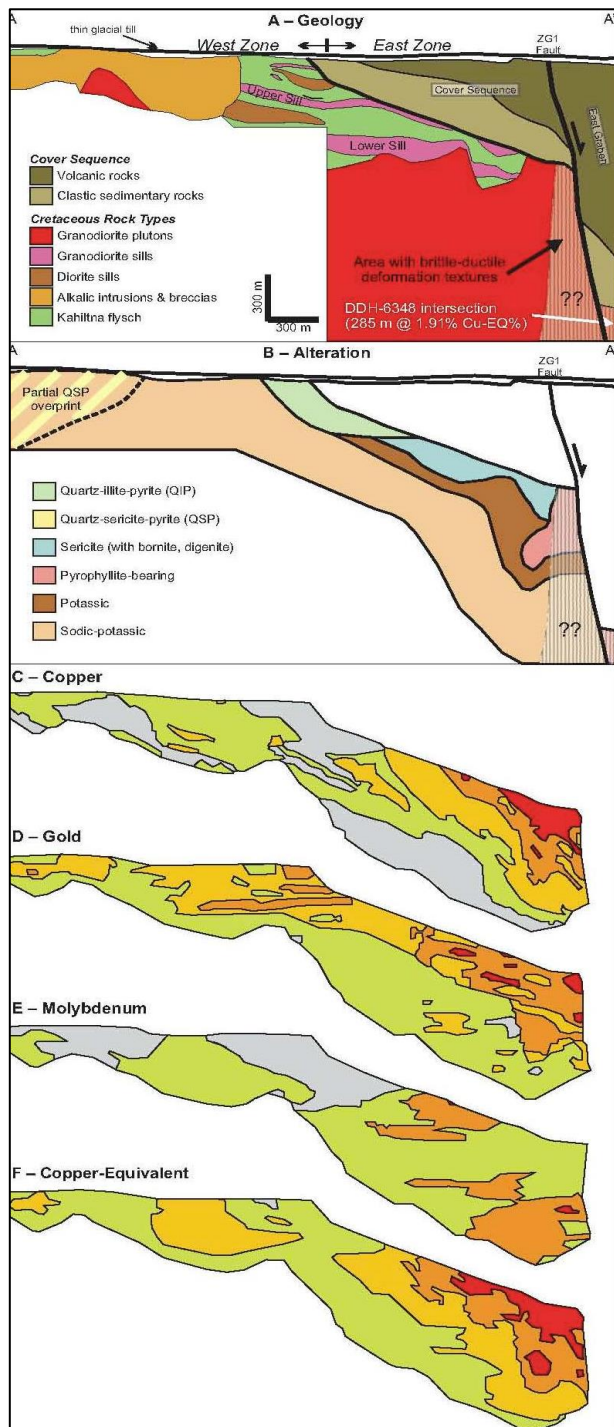 A
A – Geology
A'
thin glacial till
West Zone
East Zone
ZG1
Fault
Cover Sequence
East Graben
Upper Sill
Lower Sill
Cover Sequence
Volcanic rocks
Clastic sedimentary rocks
Cretaceous Rock Types
Granodiorite plutons
Granodiorite sills
Diorite sills
Alkalic intrusions & breccias
Kahiltna flysch
300 m
300 m
Area with brittle-ductile
deformation textures
??
DDH-6348 intersection
(285 m @ 1.91% Cu-EQ%)
A
B – Alteration
A'
ZG1
Fault
Partial QSP
overprint
Quartz-illite-pyrite (QIP)
Quartz-sericite-pyrite (QSP)
Sericite (with bornite, digenite)
Pyrophyllite-bearing
Potassic
Sodic-potassic
??
C – Copper
D – Gold
E – Molybdenum
F – Copper-Equivalent